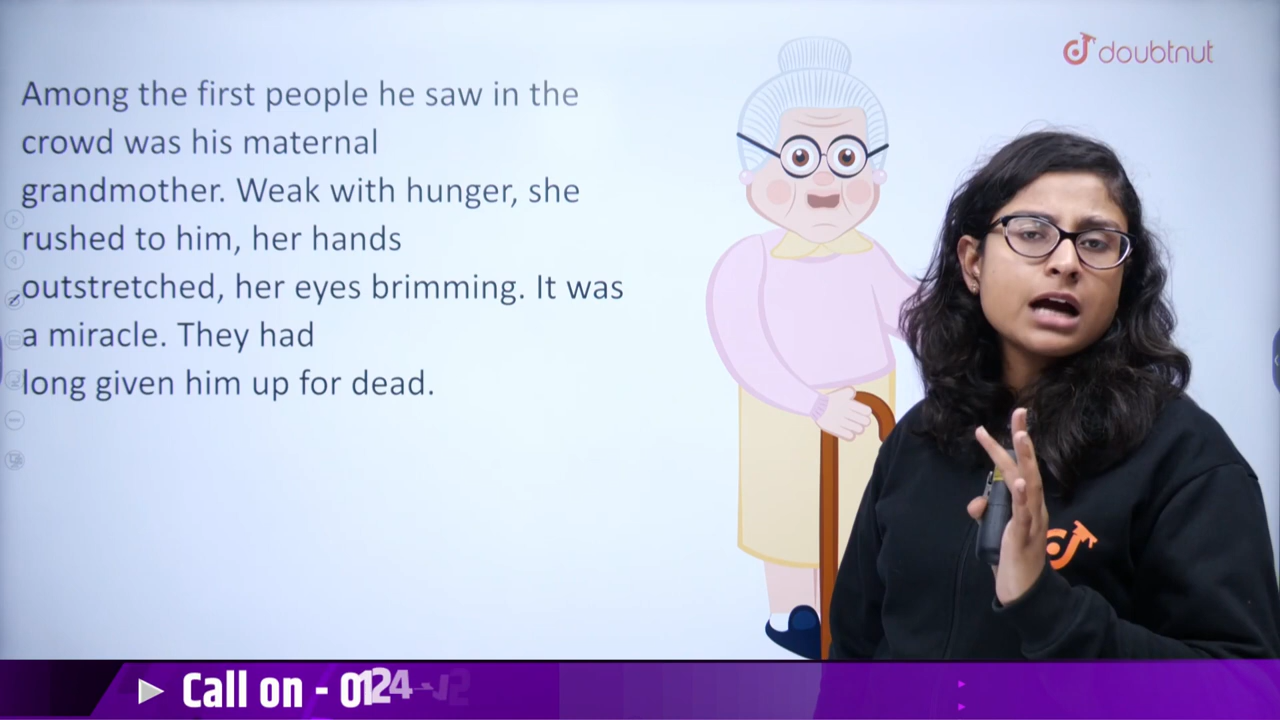 doubtnut
Among the first people he saw in the
crowd was his maternal
grandmother. Weak with hunger, she
rushed to him, her hands
outstretched, her eyes brimming. It was
a miracle. They had
long given him up for dead.
Call on - 0124